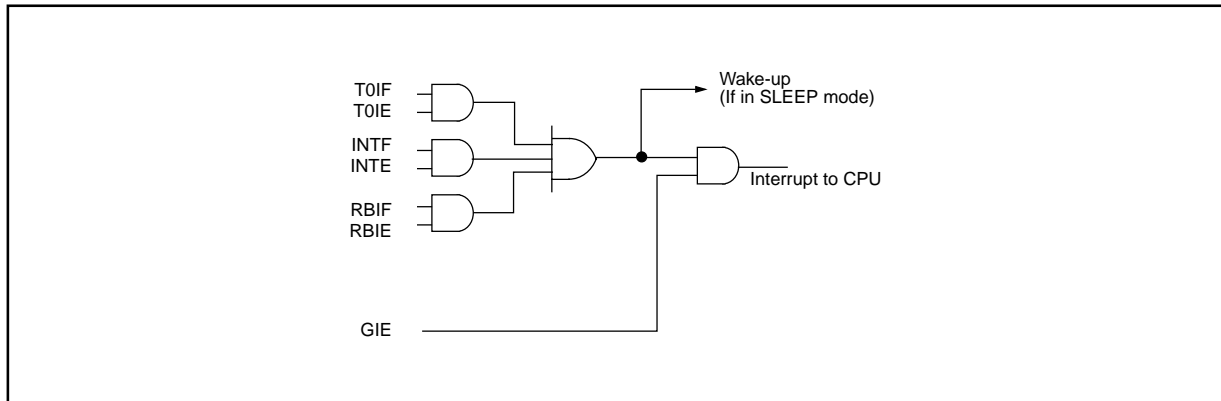 T0IF
T0IE
INTF
INTE
RBIF
RBIE
GIE
Wake-up
(If in SLEEP mode)
Interrupt to CPU